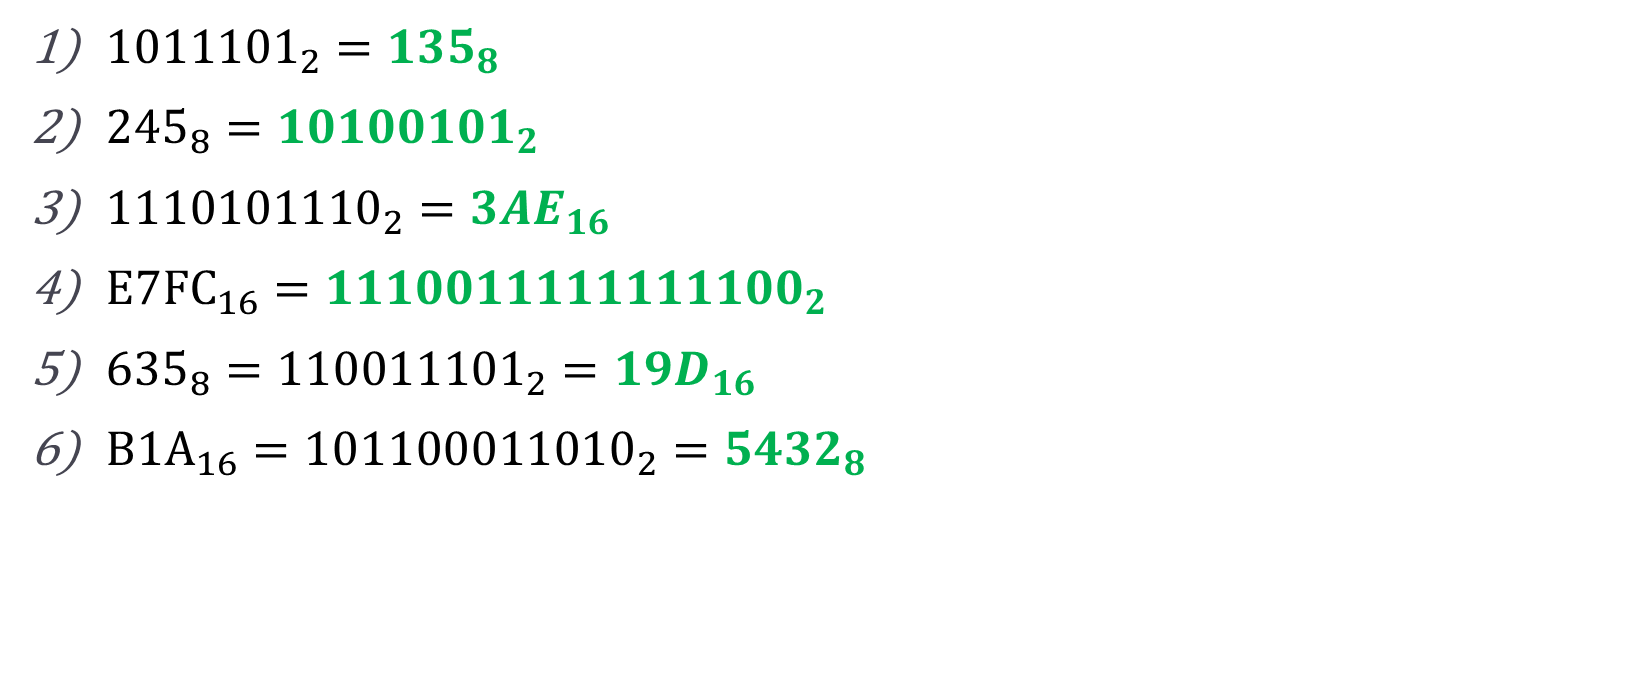 1) 1011101₂ = 135₈
2) 245₈ = 10100101₂
3) 1110101110₂ = 3AE₁₆
4) E7FC₁₆ = 1110011111111100₂
5) 635₈ = 110011101₂ = 19D₁₆
6) B1A₁₆ = 101100011010₂ = 5432₈